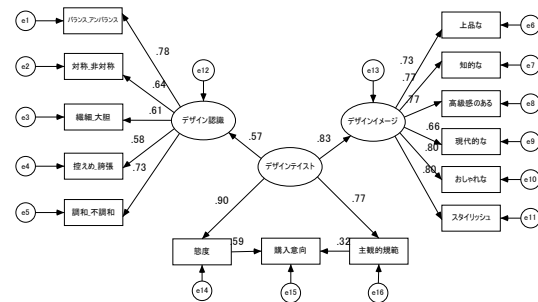 e1
バランス,アンバランス
e2
対称,非対称
e3
繊細,大胆
e4
控えめ,誇張
e5
調和,不調和
.78
.64
.61
.58
.73
e12
デザイン認識
.57
デザインテイスト
.83
e13
デザインイメージ
.73
.77
.77
.66
.80
.80
上品な
e6
知的な
e7
高級感のある
e8
現代的な
e9
おしゃれな
e10
スタイリッシュ
e11
.90
.77
態度
.59
購入意向
.32
主観的規範
e14
e15
e16